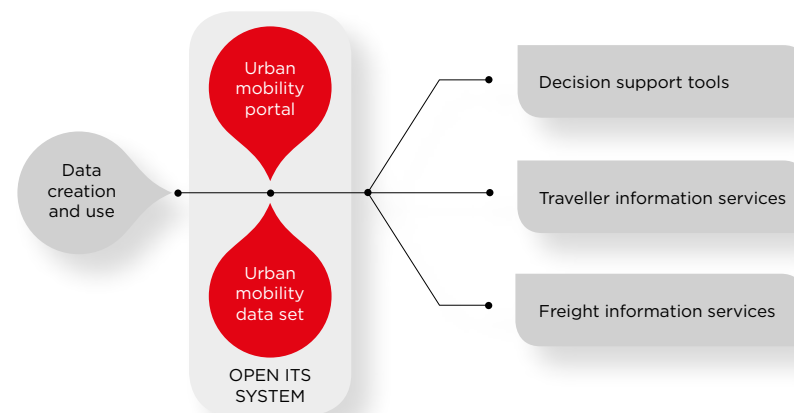 Data
creation
and use
Urban
mobility
portal
Urban
mobility
data set
OPEN ITS
SYSTEM
Decision support tools
Traveller information services
Freight information services